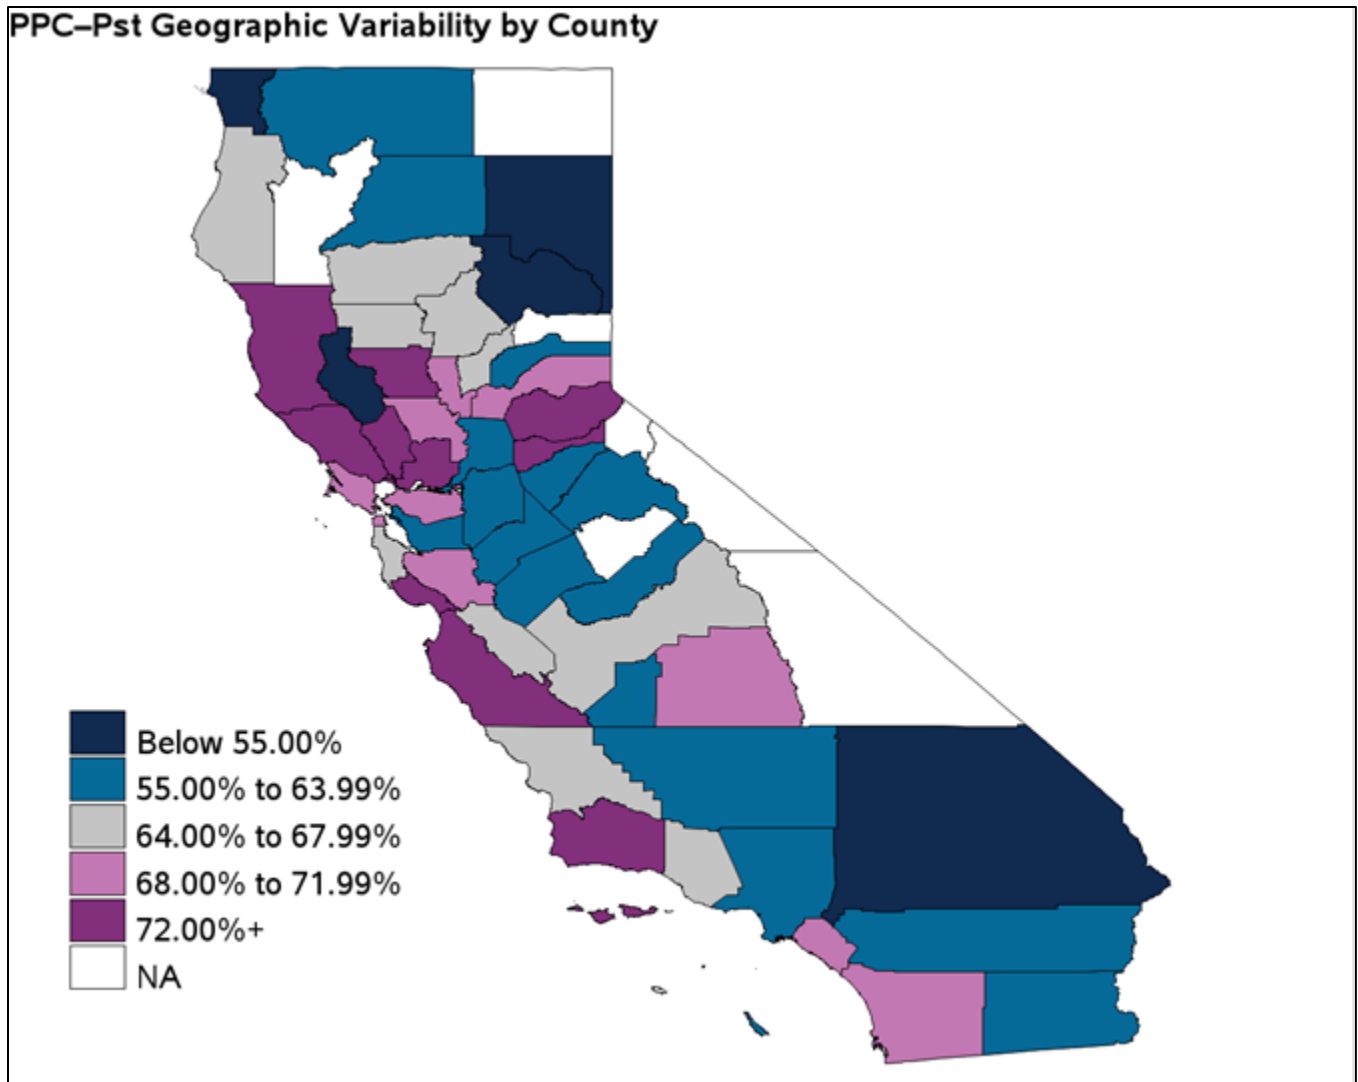 PPC–Pst Geographic Variability by County
Below 55.00%
55.00% to 63.99%
64.00% to 67.99%
68.00% to 71.99%
72.00%+
NA